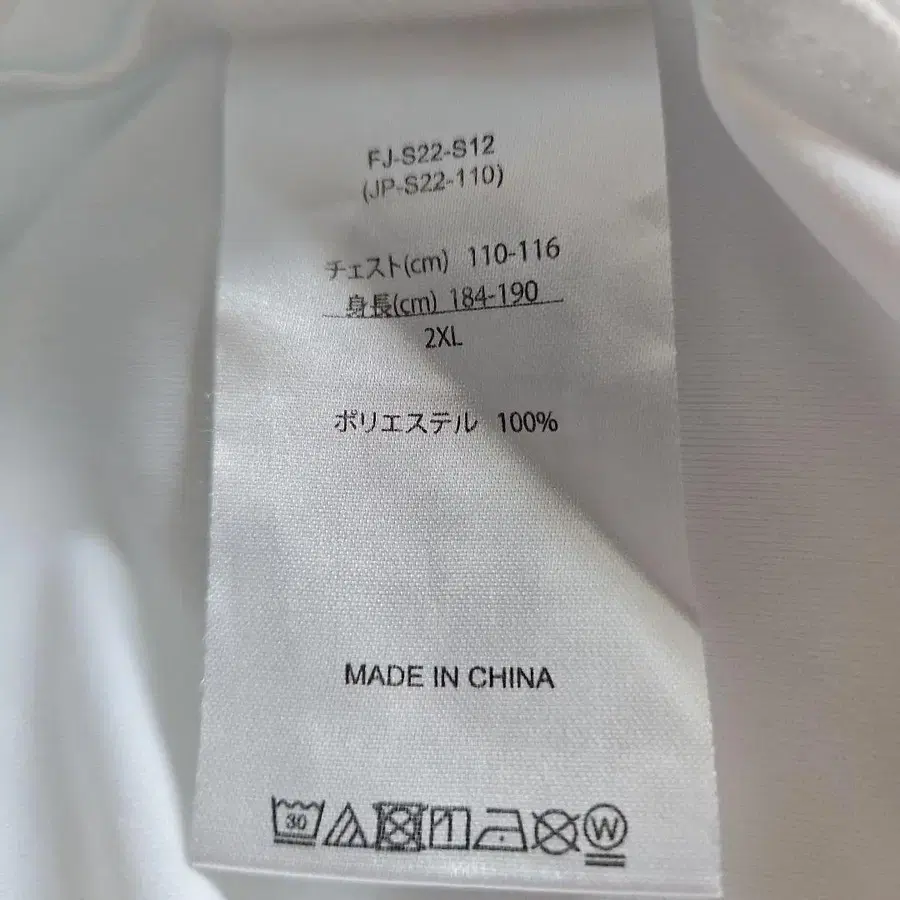 FJ-S22-S12
(JP-S22-110)
チェスト(cm) 110-116
身長(cm) 184-190
2XL
ポリエステル 100%
MADE IN CHINA
30
W